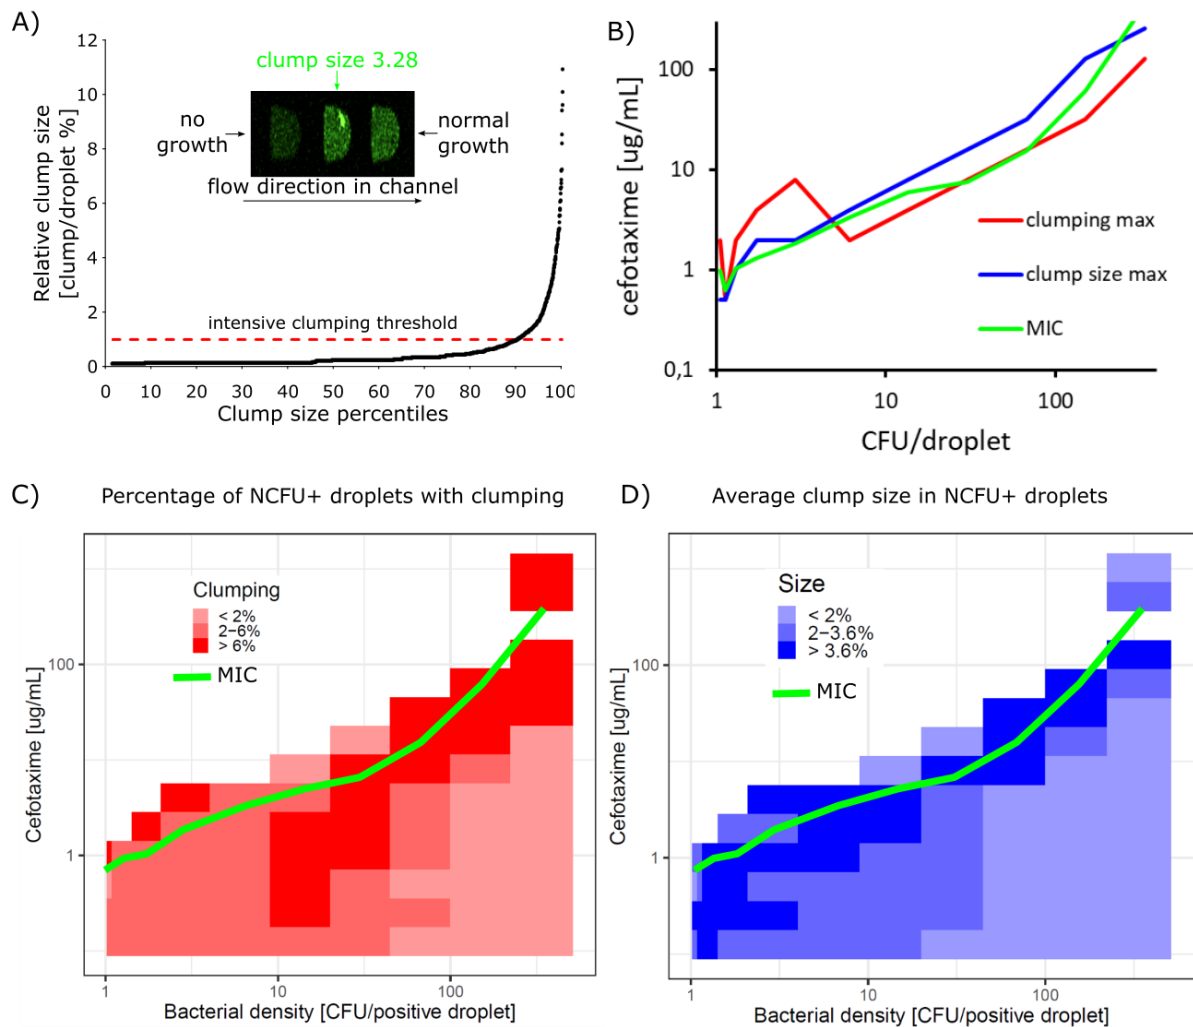 A)
12
10
8
6
4
2
0
Relative clump size
[clump/droplet %]
clump size 3.28
no
growth
normal
growth
flow direction in channel
intensive clumping threshold
0 10 20 30 40 50 60 70 80 90 100
Clump size percentiles
B)
100
10
1
0,1
cefotaxime [ug/mL]
clumping max
clump size max
MIC
1 10 100
CFU/droplet
C) Percentage of NCFU+ droplets with clumping
Clumping
< 2%
2−6%
> 6%
MIC
100
1
Cefotaxime [ug/mL]
1 10 100
Bacterial density [CFU/positive droplet]
D) Average clump size in NCFU+ droplets
Size
< 2%
2−3.6%
> 3.6%
MIC
100
1
Cefotaxime [ug/mL]
1 10 100
Bacterial density [CFU/positive droplet]